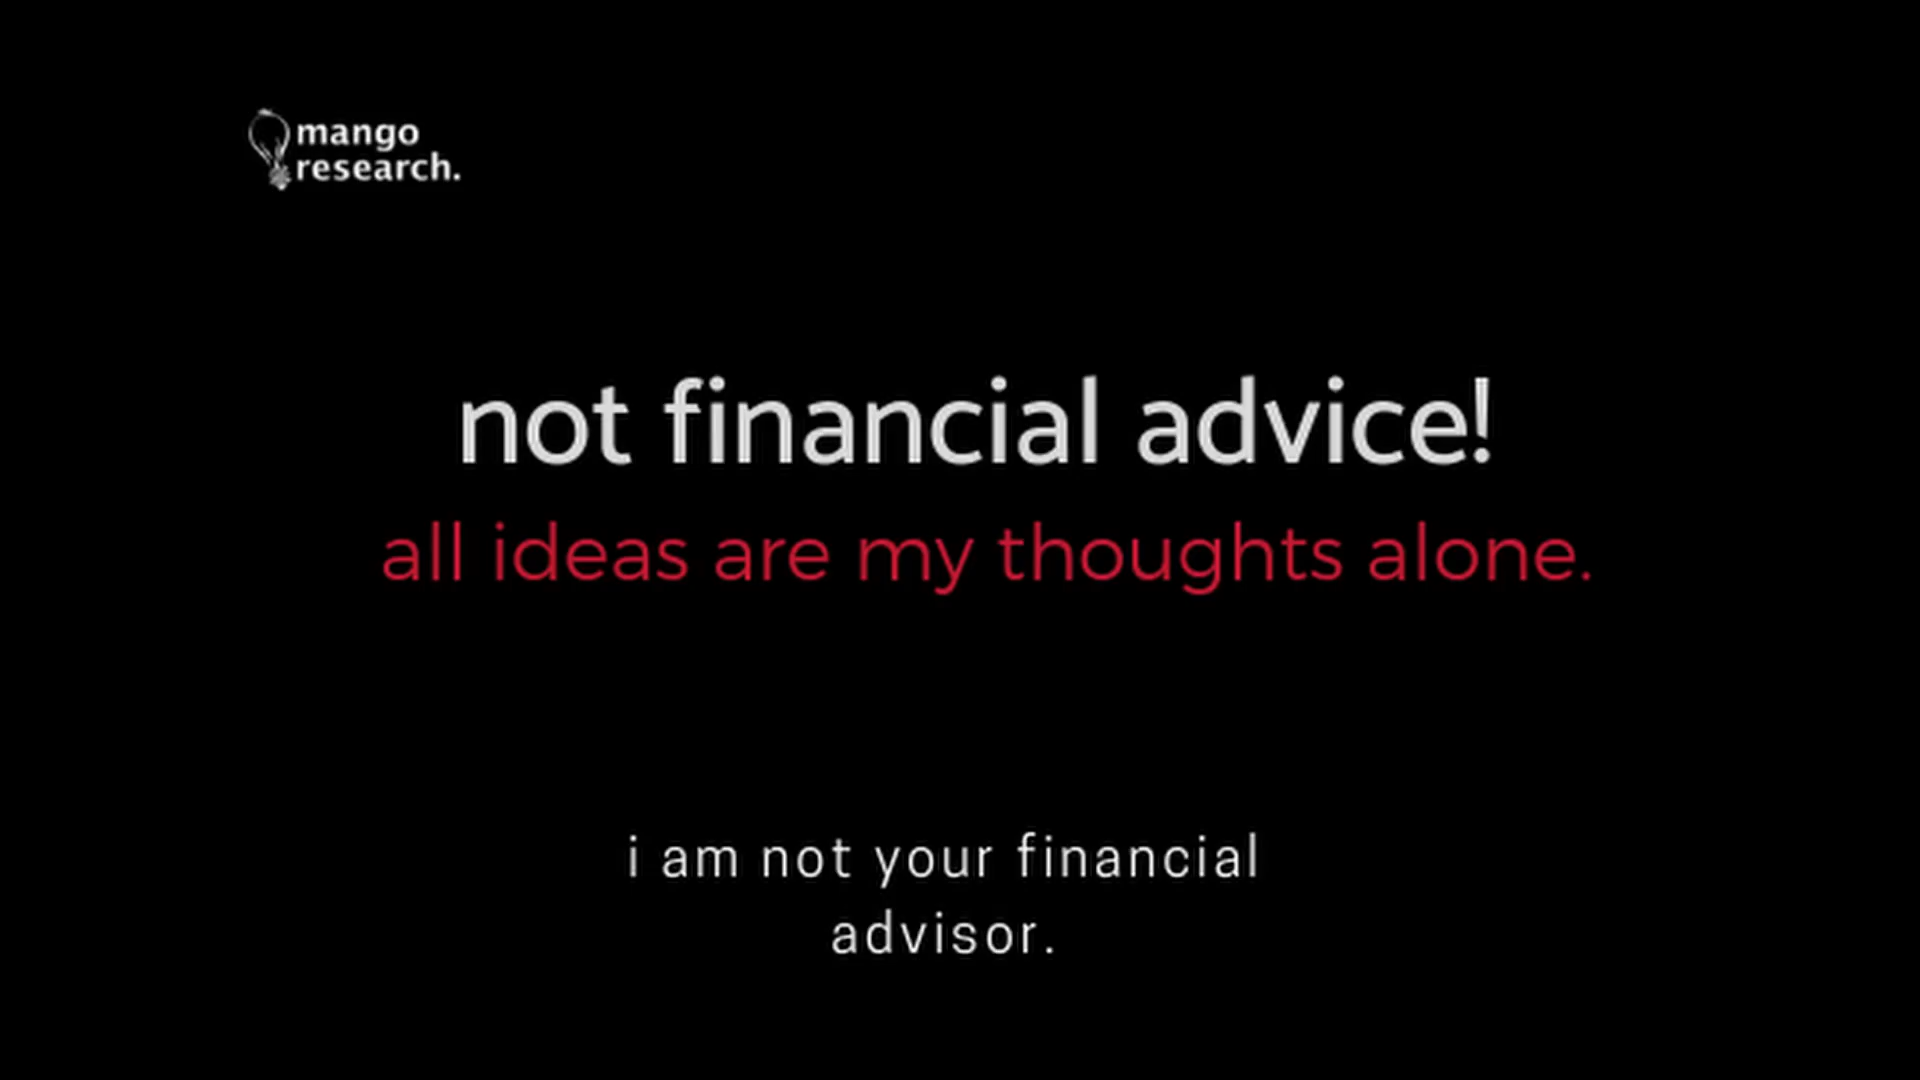 mango
research.
not financial advice!
all ideas are my thoughts alone.
i am not your financial
advisor.